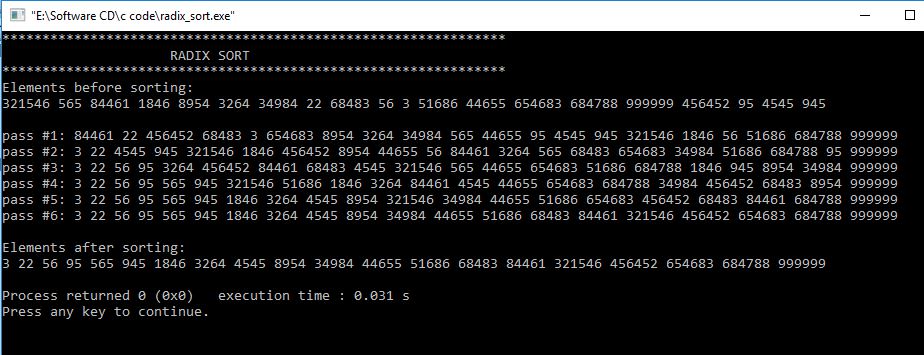 "E:\Software CD\c code\radix_sort.exe"
***************************************************************
RADIX SORT
***************************************************************
Elements before sorting:
321546 565 84461 1846 8954 3264 34984 22 68483 56 3 51686 44655 654683 684788 999999 456452 95 4545 945
pass #1: 84461 22 456452 68483 3 654683 8954 3264 34984 565 44655 95 4545 945 321546 1846 56 51686 684788 999999
pass #2: 3 22 4545 945 321546 1846 456452 8954 44655 56 84461 3264 565 68483 654683 34984 51686 684788 95 999999
pass #3: 3 22 56 95 3264 456452 84461 68483 4545 321546 565 44655 654683 51686 684788 1846 945 8954 34984 999999
pass #4: 3 22 56 95 565 945 321546 51686 1846 3264 84461 4545 44655 654683 684788 34984 456452 68483 8954 999999
pass #5: 3 22 56 95 565 945 1846 3264 4545 8954 321546 34984 44655 51686 654683 456452 68483 84461 684788 999999
pass #6: 3 22 56 95 565 945 1846 3264 4545 8954 34984 44655 51686 68483 84461 321546 456452 654683 684788 999999
Elements after sorting:
3 22 56 95 565 945 1846 3264 4545 8954 34984 44655 51686 68483 84461 321546 456452 654683 684788 999999
Process returned 0 (0x0)   execution time : 0.031 s
Press any key to continue.